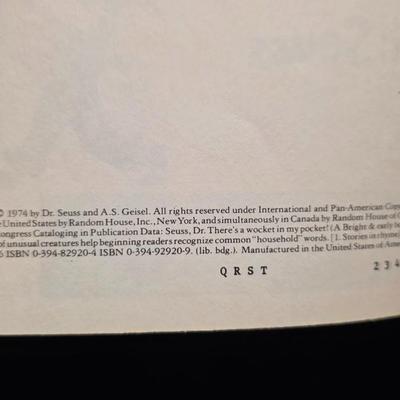 © 1974 by Dr. Seuss and A.S. Geisel. All rights reserved under International and Pan-American Copy
United States by Random House, Inc., New York, and simultaneously in Canada by Random House of C
ongress Cataloging in Publication Data: Seuss, Dr. There's a wocket in my pocket! (A Bright & early b
of unusual creatures help beginning readers recognize common "household" words. [1. Stories in rhyme]
6 ISBN 0-394-82920-4 ISBN 0-394-92920-9. (lib. bdg.). Manufactured in the United States of Amer
Q R S T 2 3 4